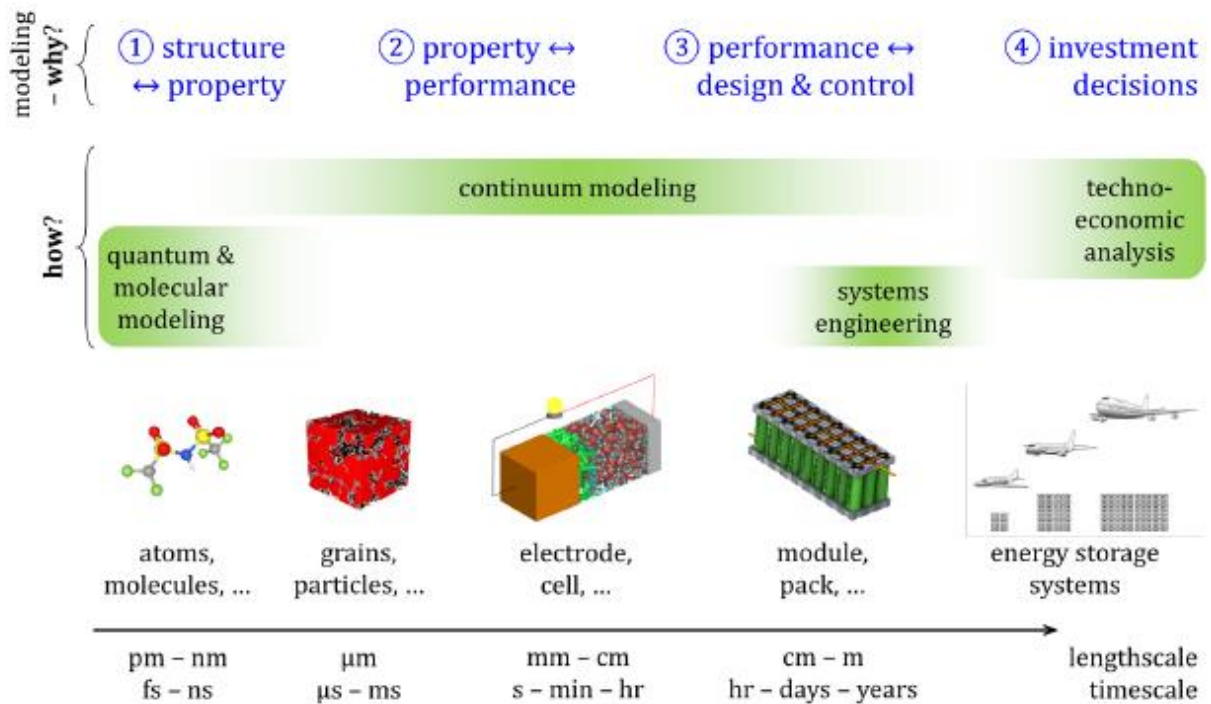 modeling
– why?
① structure
↔ property
② property ↔
performance
③ performance ↔
design & control
④ investment
decisions
how?
continuum modeling
techno-
economic
analysis
quantum &
molecular
modeling
systems
engineering
atoms,
molecules, ...
grains,
particles, ...
electrode,
cell, ...
module,
pack, ...
energy storage
systems
pm – nm
fs – ns
μm
μs – ms
mm – cm
s – min – hr
cm – m
hr – days – years
lengthscale
timescale